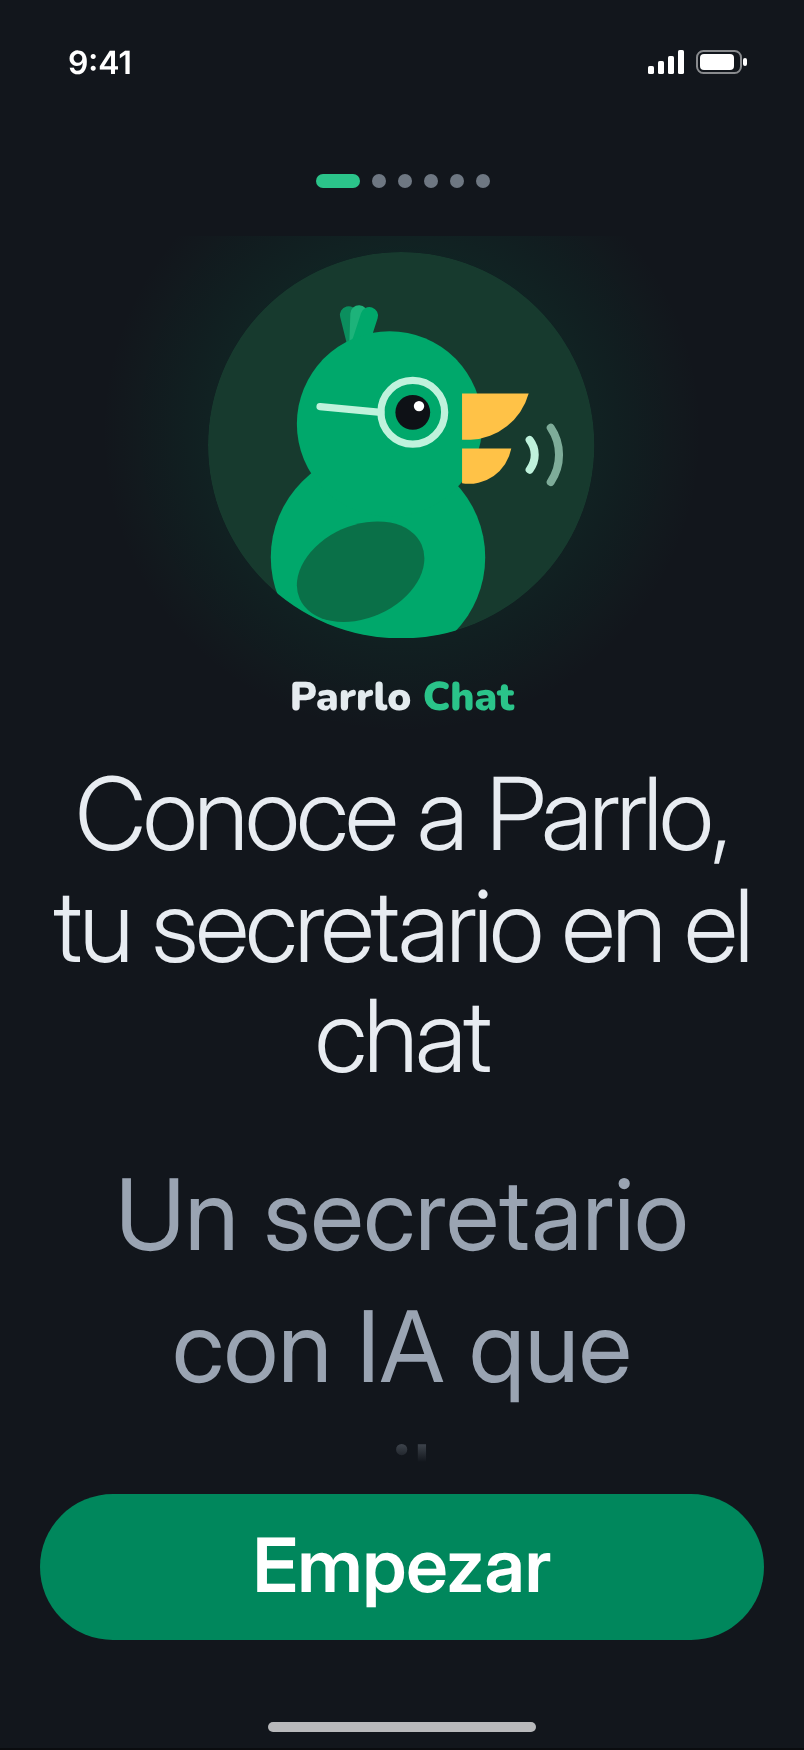 9:41
Parrlo Chat
Conoce a Parrlo,
tu secretario en el
chat
Un secretario
con IA que
Empezar